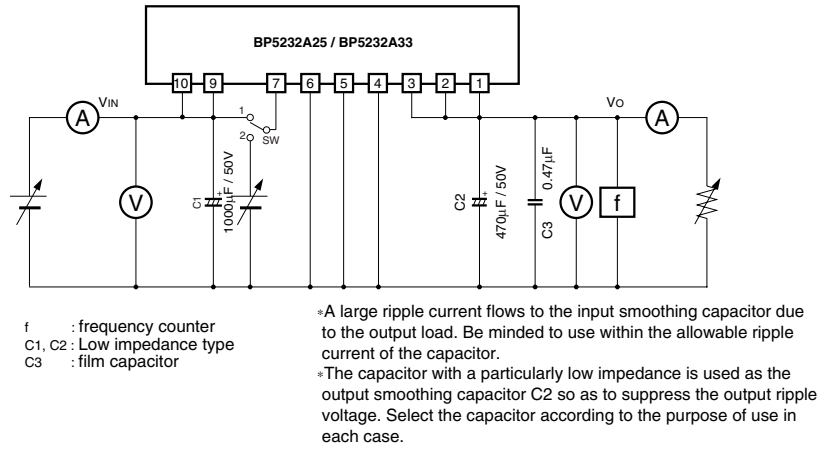 BP5232A25 / BP5232A33
10 9 7 6 5 4 3 2 1
A VIN
1
2
SW
VO A
V
C1
1000μF / 50V
+
C2
470μF / 50V
+
0.47μF
C3
V
f
f : frequency counter
C1, C2 : Low impedance type
C3 : film capacitor
*A large ripple current flows to the input smoothing capacitor due
to the output load. Be minded to use within the allowable ripple
current of the capacitor.
*The capacitor with a particularly low impedance is used as the
output smoothing capacitor C2 so as to suppress the output ripple
voltage. Select the capacitor according to the purpose of use in
each case.